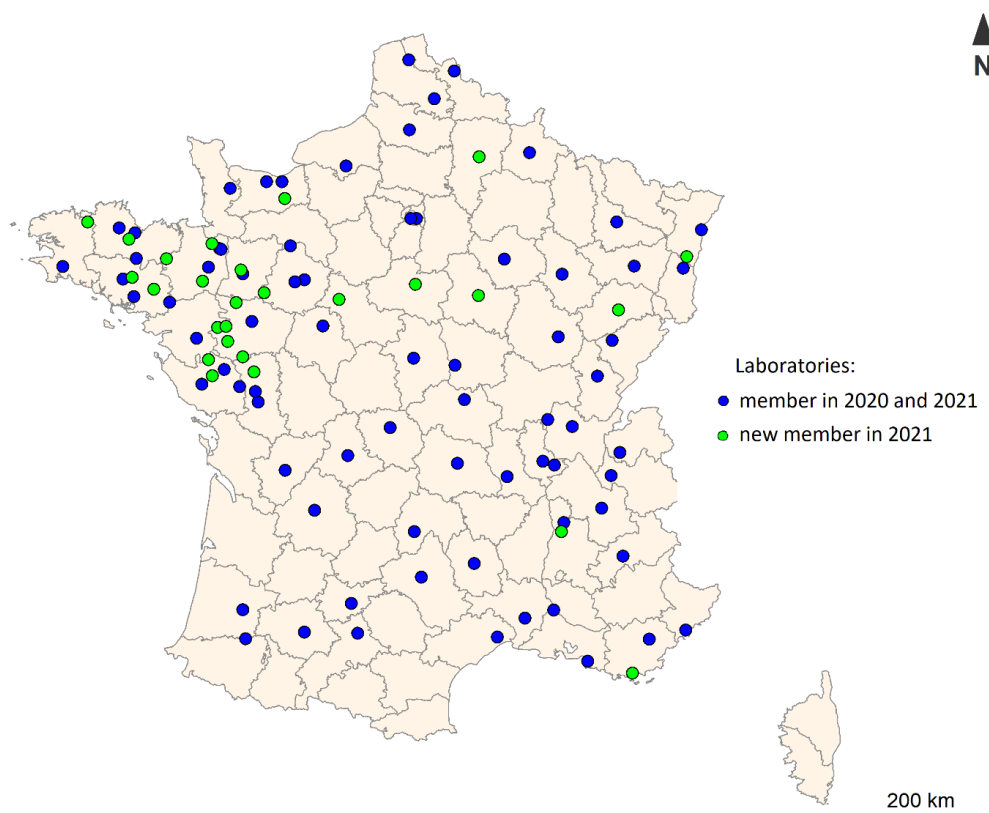 N
Laboratories:
member in 2020 and 2021
new member in 2021
200 km